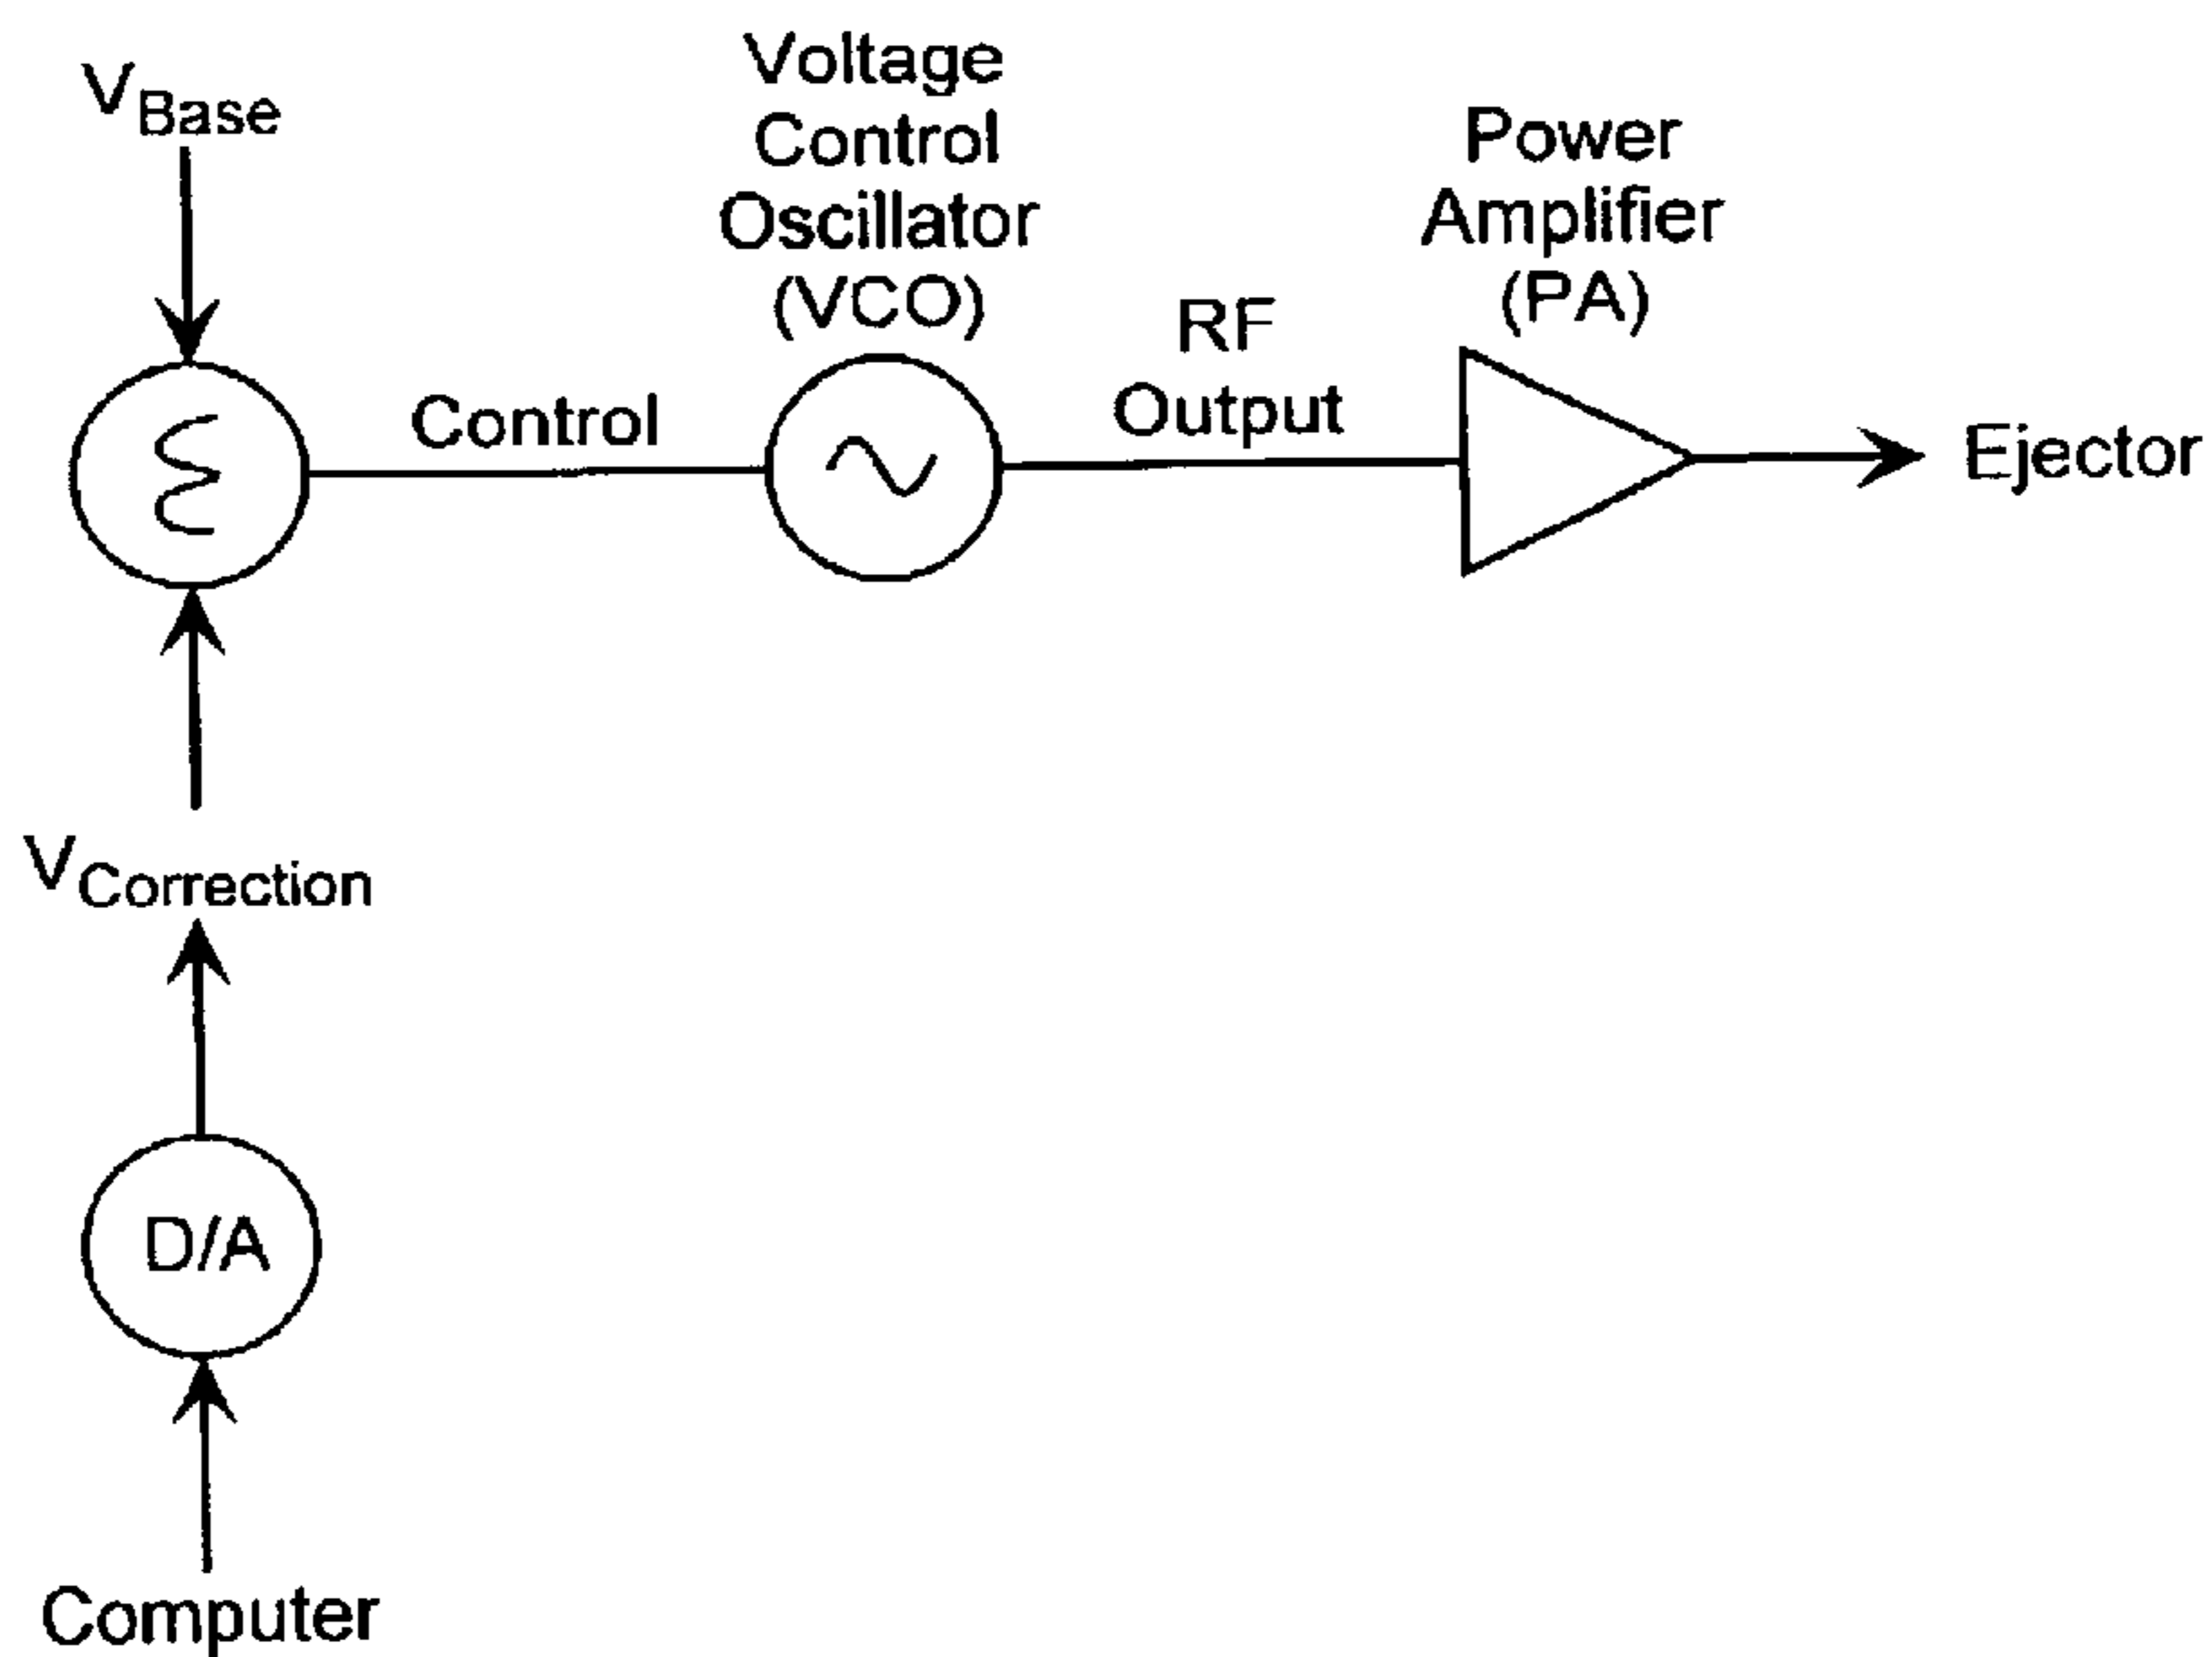 VBase
Voltage
Control
Oscillator
(VCO)
Power
Amplifier
(PA)
RF
Output
Control
Ejector
VCorrection
D/A
Computer